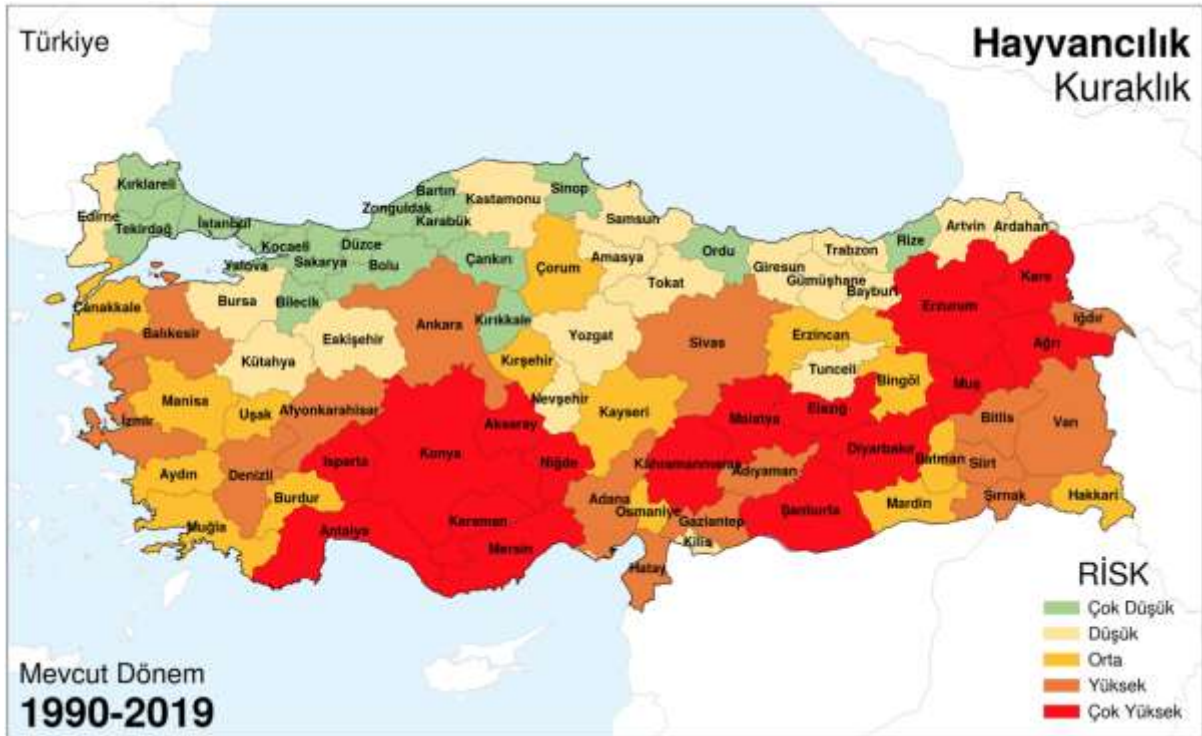 Türkiye
Hayvancılık
Kuraklık
Kırklareli
Edirne
Tekirdağ
İstanbul
Kocaeli
Yalova
Sakarya
Düzce
Bolu
Zonguldak
Bartın
Karabük
Kastamonu
Sinop
Samsun
Çankırı
Çorum
Amasya
Tokat
Ordu
Giresun
Gümüşhane
Trabzon
Bayburt
Rize
Artvin
Ardahan
Kars
Erzurum
Iğdır
Ağrı
Çanakkale
Balıkesir
Bursa
Bilecik
Kütahya
Eskişehir
Ankara
Kırıkkale
Kırşehir
Yozgat
Sivas
Erzincan
Tunceli
Bingöl
Muş
Manisa
Uşak
Afyonkarahisar
İzmir
Nevşehir
Aksaray
Kayseri
Malatya
Elazığ
Bitlis
Van
Aydın
Denizli
Isparta
Konya
Niğde
Kahramanmaraş
Adıyaman
Diyarbakır
Batman
Siirt
Burdur
Muğla
Antalya
Karaman
Mersin
Adana
Osmaniye
Gaziantep
Kilis
Hatay
Şanlıurfa
Mardin
Şırnak
Hakkari
RİSK
Çok Düşük
Düşük
Orta
Yüksek
Çok Yüksek
Mevcut Dönem
1990-2019